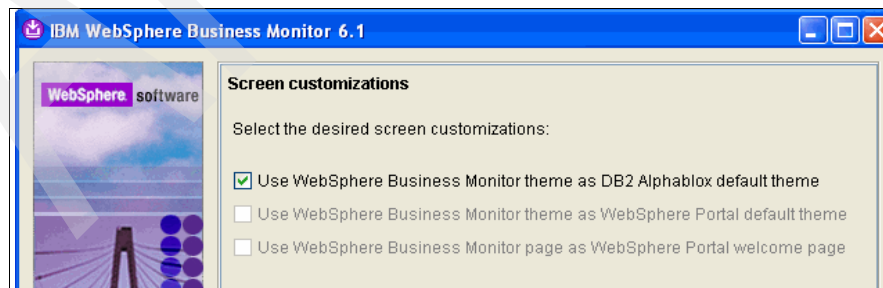 IBM WebSphere Business Monitor 6.1
WebSphere. software
Screen customizations
Select the desired screen customizations:
Use WebSphere Business Monitor theme as DB2 Alphablox default theme
Use WebSphere Business Monitor theme as WebSphere Portal default theme
Use WebSphere Business Monitor page as WebSphere Portal welcome page